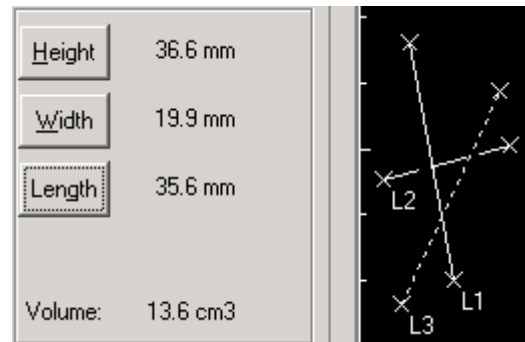 Height 36.6 mm
Width 19.9 mm
Length 35.6 mm
Volume: 13.6 cm3
L2
L1
L3